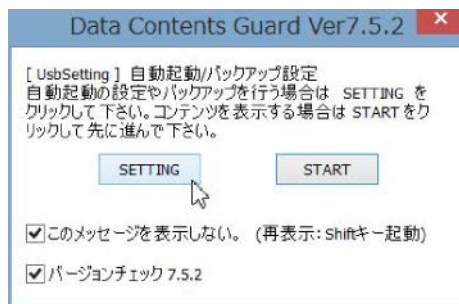 Data Contents Guard Ver7.5.2
[ UsbSetting ] 自動起動/バックアップ設定
自動起動の設定やバックアップを行う場合は SETTING を
クリックして下さい。コンテンツを表示する場合は STARTをク
リックして先に進んで下さい。
SETTING START
このメッセージを表示しない。 (再表示：Shiftキー起動)
バージョンチェック 7.5.2